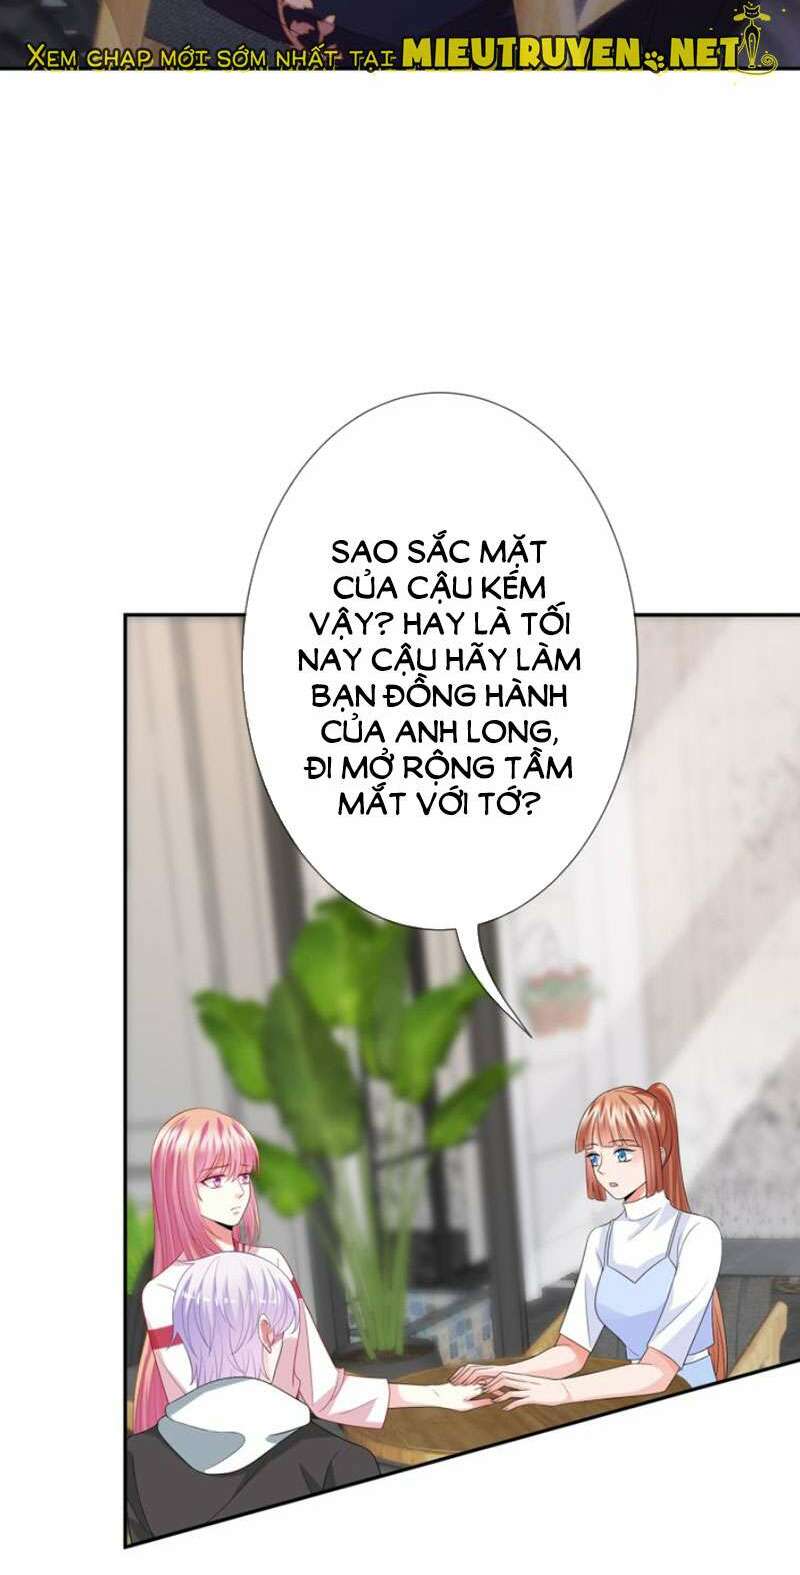 XEM CHAP MỚI SỚM NHẤT TẠI MIEUTRUYEN.NET
SAO SẮC MẶT
CỦA CẬU KÉM
VẬY? HAY LÀ TỐI
NAY CẬU HÃY LÀM
BẠN ĐỒNG HÀNH
CỦA ANH LONG,
ĐI MỞ RỘNG TẦM
MẮT VỚI TỚ?